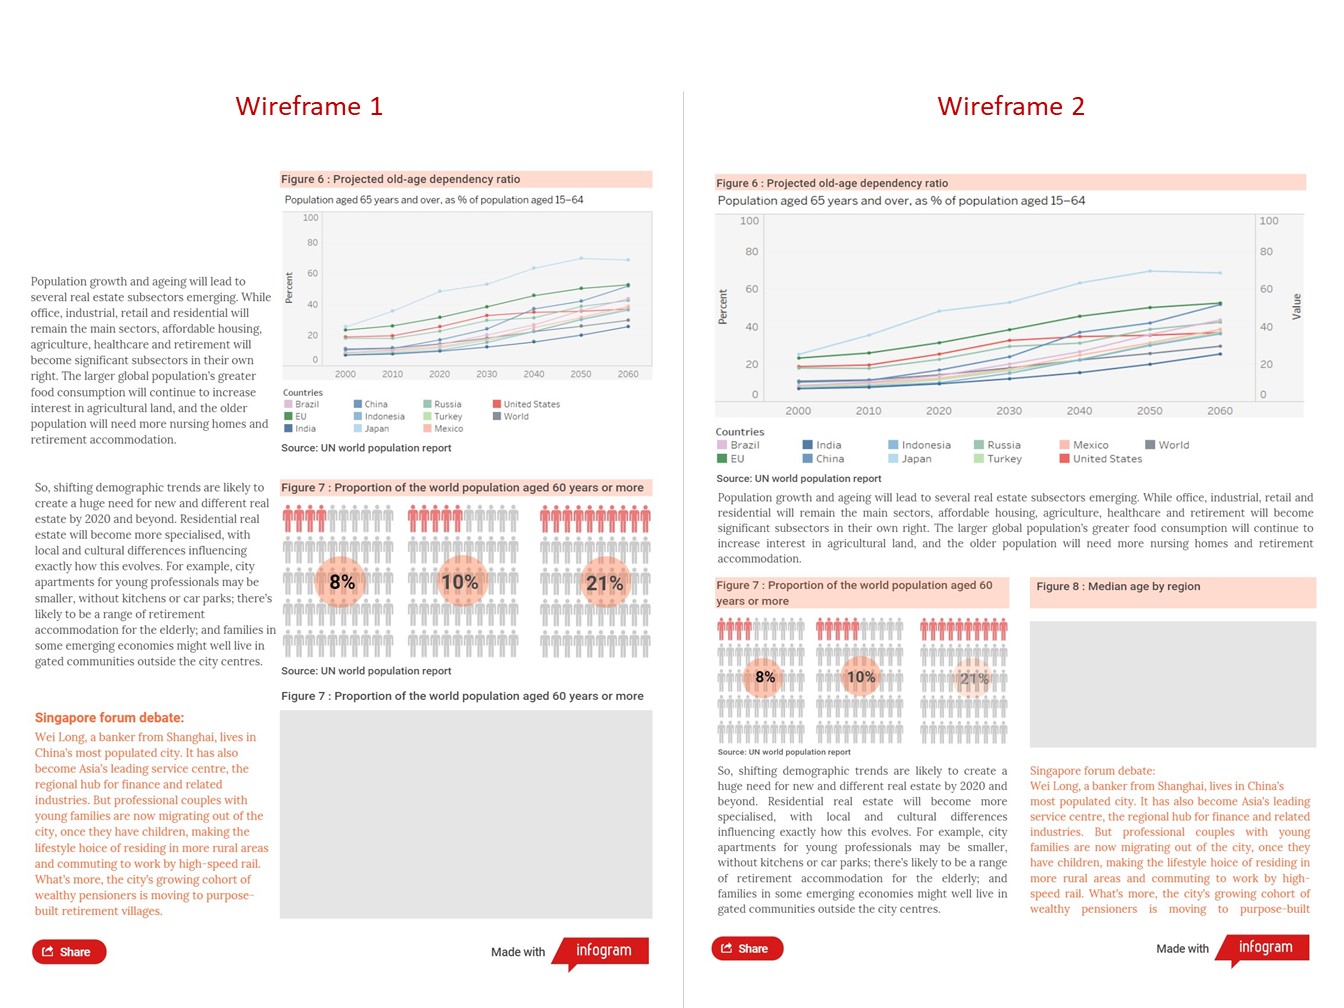 Wireframe 1
Population growth and ageing will lead to
several real estate subsectors emerging. While
office, industrial, retail and residential will
remain the main sectors, affordable housing,
agriculture, healthcare and retirement will
become significant subsectors in their own
right. The larger global population's greater
food consumption will continue to increase
interest in agricultural land, and the older
population will need more nursing homes and
retirement accommodation.
So, shifting demographic trends are likely to
create a huge need for new and different real
estate by 2020 and beyond. Residential real
estate will become more specialised, with
local and cultural differences influencing
exactly how this evolves. For example, city
apartments for young professionals may be
smaller, without kitchens or car parks; there's
likely to be a range of retirement
accommodation for the elderly; and families in
some emerging economies might well live in
gated communities outside the city centres.
Singapore forum debate:
Wei Long, a banker from Shanghai, lives in
China's most populated city. It has also
become Asia's leading service centre, the
regional hub for finance and related
industries. But professional couples with
young families are now migrating out of the
city, once they have children, making the
lifestyle hoice of residing in more rural areas
and commuting to work by high-speed rail.
What's more, the city's growing cohort of
wealthy pensioners is moving to purpose-
built retirement villages.
Share
Figure 6 : Projected old-age dependency ratio
Population aged 65 years and over, as % of population aged 15–64
100
80
60
40
20
0
Percent
2000 2010 2020 2030 2040 2050 2060
Countries
Brazil China Russia United States
EU Indonesia Turkey World
India Japan Mexico
Source: UN world population report
Figure 7 : Proportion of the world population aged 60 years or more
8% 10% 21%
Source: UN world population report
Figure 7 : Proportion of the world population aged 60 years or more
Made with infogram
Wireframe 2
Figure 6 : Projected old-age dependency ratio
Population aged 65 years and over, as % of population aged 15–64
100 100
80 80
60 60
40 40
20 20
0 0
Percent
Value
2000 2010 2020 2030 2040 2050 2060
Countries
Brazil India Indonesia Russia Mexico World
EU China Japan Turkey United States
Source: UN world population report
Population growth and ageing will lead to several real estate subsectors emerging. While office, industrial, retail and
residential will remain the main sectors, affordable housing, agriculture, healthcare and retirement will become
significant subsectors in their own right. The larger global population's greater food consumption will continue to
increase interest in agricultural land, and the older population will need more nursing homes and retirement
accommodation.
Figure 7 : Proportion of the world population aged 60
years or more
8% 10% 21%
Source: UN world population report
So, shifting demographic trends are likely to create a
huge need for new and different real estate by 2020 and
beyond. Residential real estate will become more
specialised, with local and cultural differences
influencing exactly how this evolves. For example, city
apartments for young professionals may be smaller,
without kitchens or car parks; there's likely to be a range
of retirement accommodation for the elderly; and
families in some emerging economies might well live in
gated communities outside the city centres.
Figure 8 : Median age by region
Singapore forum debate:
Wei Long, a banker from Shanghai, lives in China's
most populated city. It has also become Asia's leading
service centre, the regional hub for finance and related
industries. But professional couples with young
families are now migrating out of the city, once they
have children, making the lifestyle hoice of residing in
more rural areas and commuting to work by high-
speed rail. What's more, the city's growing cohort of
wealthy pensioners is moving to purpose-built
Share
Made with infogram